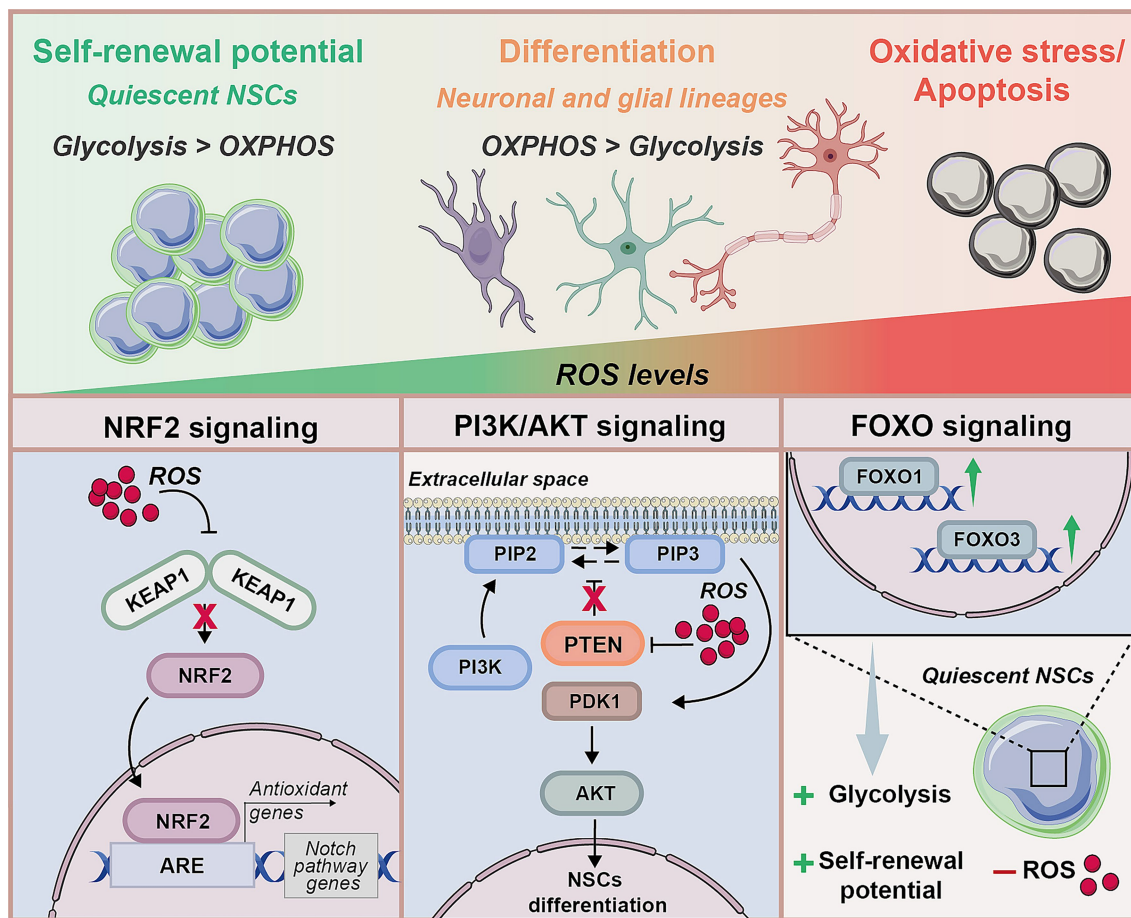 Self-renewal potential
Quiescent NSCs
Glycolysis > OXPHOS
Differentiation
Neuronal and glial lineages
OXPHOS > Glycolysis
Oxidative stress/
Apoptosis
ROS levels
NRF2 signaling
ROS
KEAP1
KEAP1
X
NRF2
NRF2
Antioxidant
genes
ARE
Notch
pathway
genes
PI3K/AKT signaling
Extracellular space
PIP2
PIP3
ROS
X
PTEN
PI3K
PDK1
AKT
NSCs
differentiation
FOXO signaling
FOXO1
FOXO3
Quiescent NSCs
+ Glycolysis
+ Self-renewal
potential
– ROS